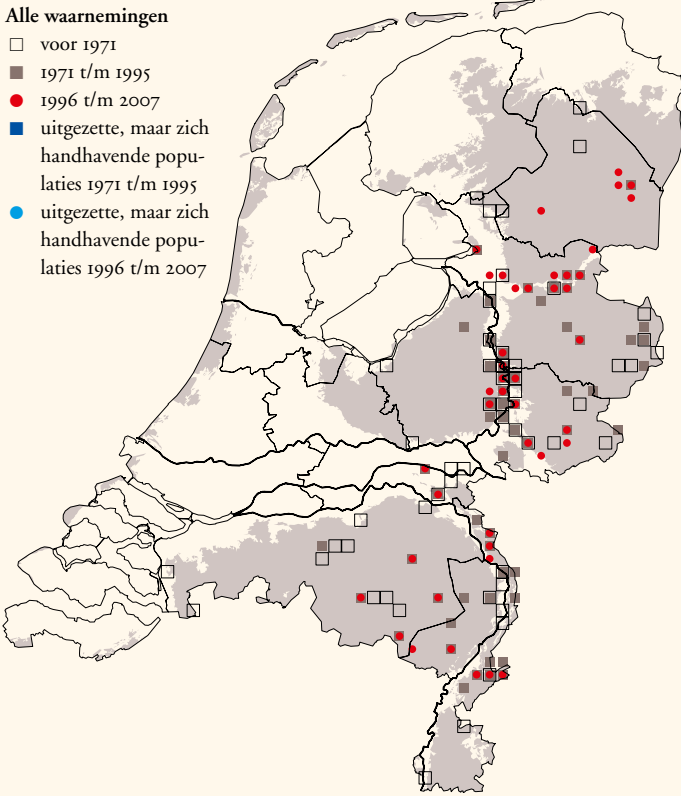 Alle waarnemingen
voor 1971
1971 t/m 1995
1996 t/m 2007
uitgezette, maar zich
handhavende popu-
laties 1971 t/m 1995
uitgezette, maar zich
handhavende popu-
laties 1996 t/m 2007